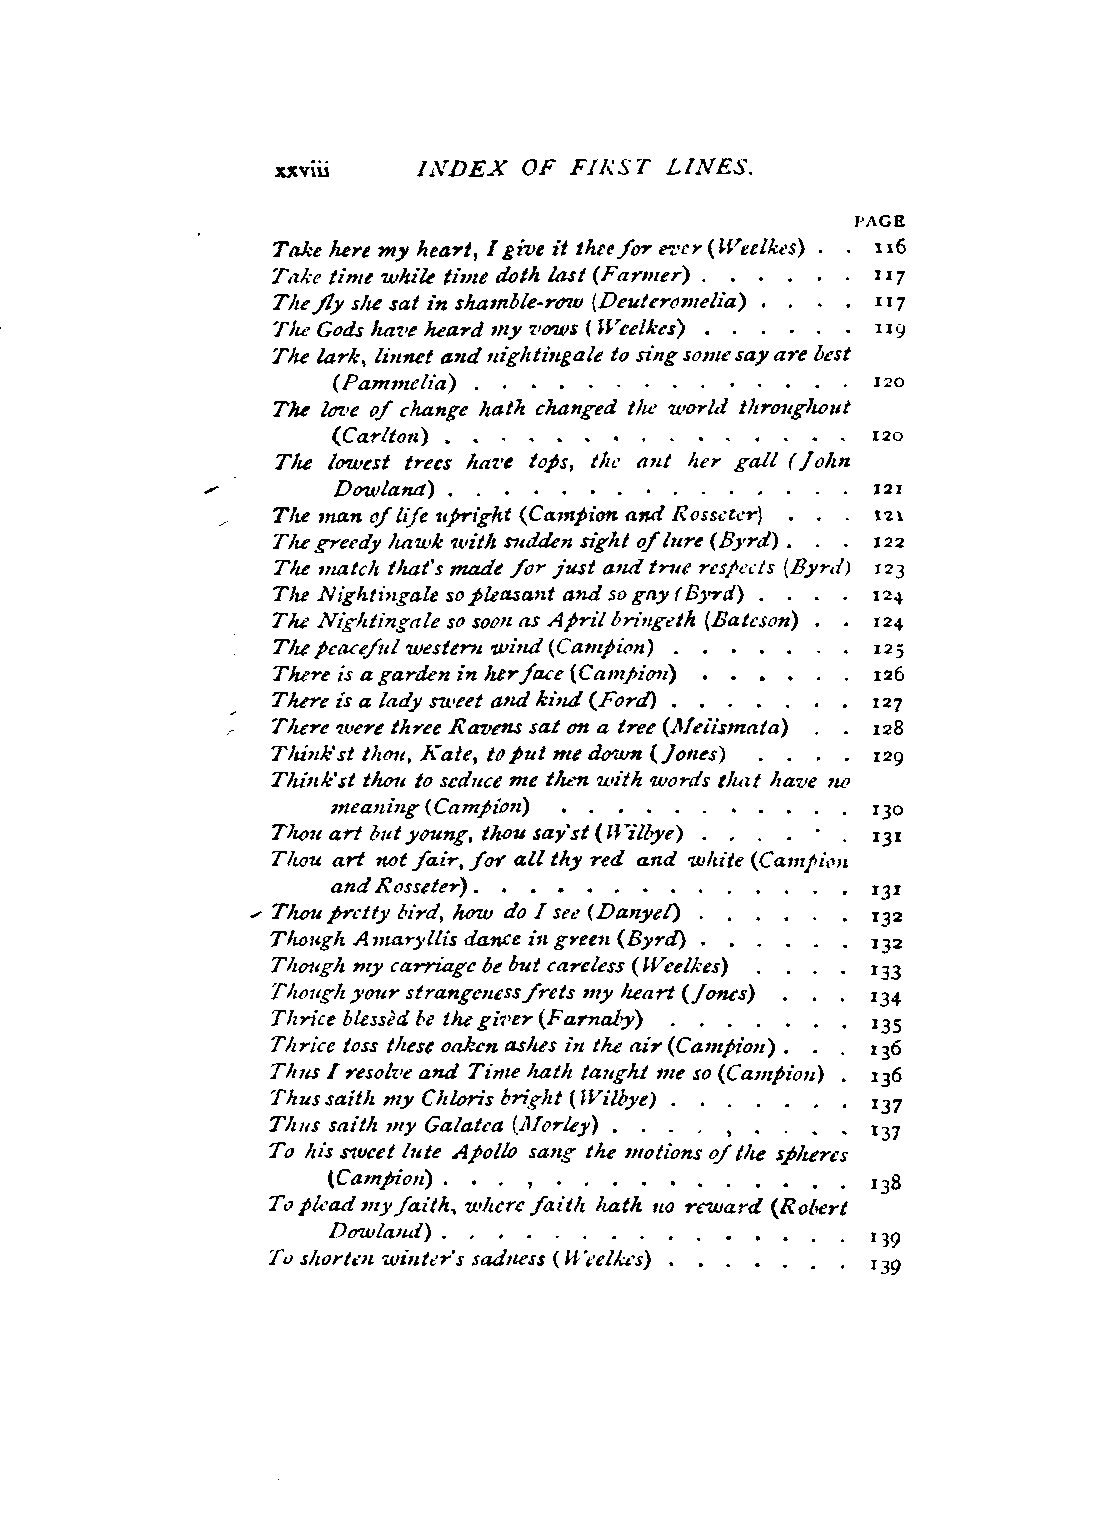 xxviii INDEX OF FIRST LINES.
PAGE
Take here my heart, I give it thee for ever (Weelkes) . . 116
Take time while time doth last (Farmer) . . . . . . 117
The fly she sat in shamble-row (Deuteromelia) . . . . 117
The Gods have heard my vows (Weelkes) . . . . . . 119
The lark, linnet and nightingale to sing some say are best
(Pammelia) . . . . . . . . . . . . . . 120
The love of change hath changed the world throughout
(Carlton) . . . . . . . . . . . . . . . 120
The lowest trees have tops, the ant her gall (John
Dowland) . . . . . . . . . . . . . . . 121
The man of life upright (Campion and Rosseter) . . . 121
The greedy hawk with sudden sight of lure (Byrd) . . . 122
The match that's made for just and true respects (Byrd) 123
The Nightingale so pleasant and so gay (Byrd) . . . . 124
The Nightingale so soon as April bringeth (Bateson) . . 124
The peaceful western wind (Campion) . . . . . . . 125
There is a garden in her face (Campion) . . . . . . 126
There is a lady sweet and kind (Ford) . . . . . . . 127
There were three Ravens sat on a tree (Melismata) . . 128
Think'st thou, Kate, to put me down (Jones) . . . . 129
Think'st thou to seduce me then with words that have no
meaning (Campion) . . . . . . . . . . . 130
Thou art but young, thou say'st (Wilbye) . . . . . . 131
Thou art not fair, for all thy red and white (Campion
and Rosseter) . . . . . . . . . . . . . . 131
Thou pretty bird, how do I see (Danyel) . . . . . . 132
Though Amaryllis dance in green (Byrd) . . . . . . 132
Though my carriage be but careless (Weelkes) . . . . 133
Though your strangeness frets my heart (Jones) . . . 134
Thrice blessèd be the giver (Farnaby) . . . . . . . 135
Thrice toss these oaken ashes in the air (Campion) . . . 136
Thus I resolve and Time hath taught me so (Campion) . 136
Thus saith my Chloris bright (Wilbye) . . . . . . . 137
Thus saith my Galatea (Morley) . . . . , . . . . 137
To his sweet lute Apollo sang the motions of the spheres
(Campion) . . . , . . . . . . . . . . . 138
To plead my faith, where faith hath no reward (Robert
Dowland) . . . . . . . . . . . . . . . 139
To shorten winter's sadness (Weelkes) . . . . . . . 139